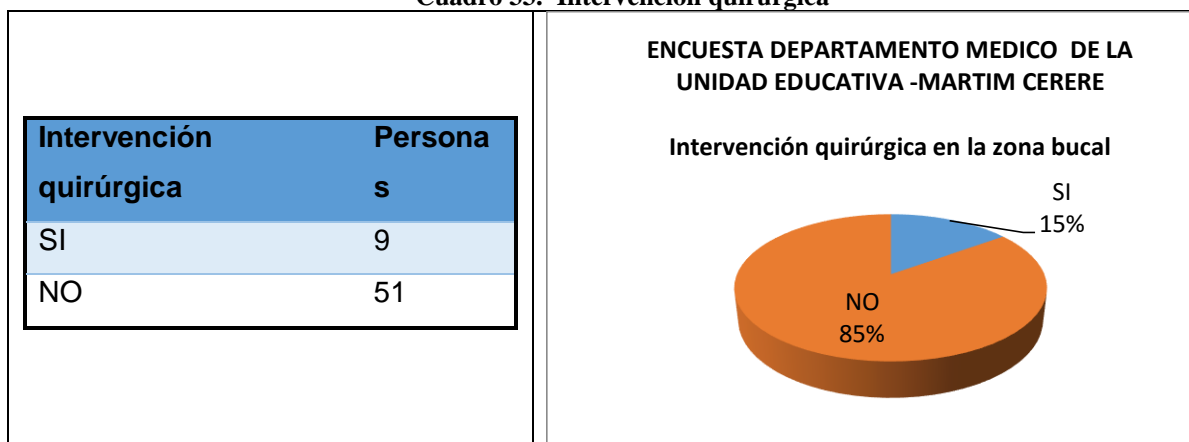 Intervención Persona
quirúrgica s
SI 9
NO 51
ENCUESTA DEPARTAMENTO MEDICO DE LA
UNIDAD EDUCATIVA -MARTIM CERERE
Intervención quirúrgica en la zona bucal
SI
15%
NO
85%